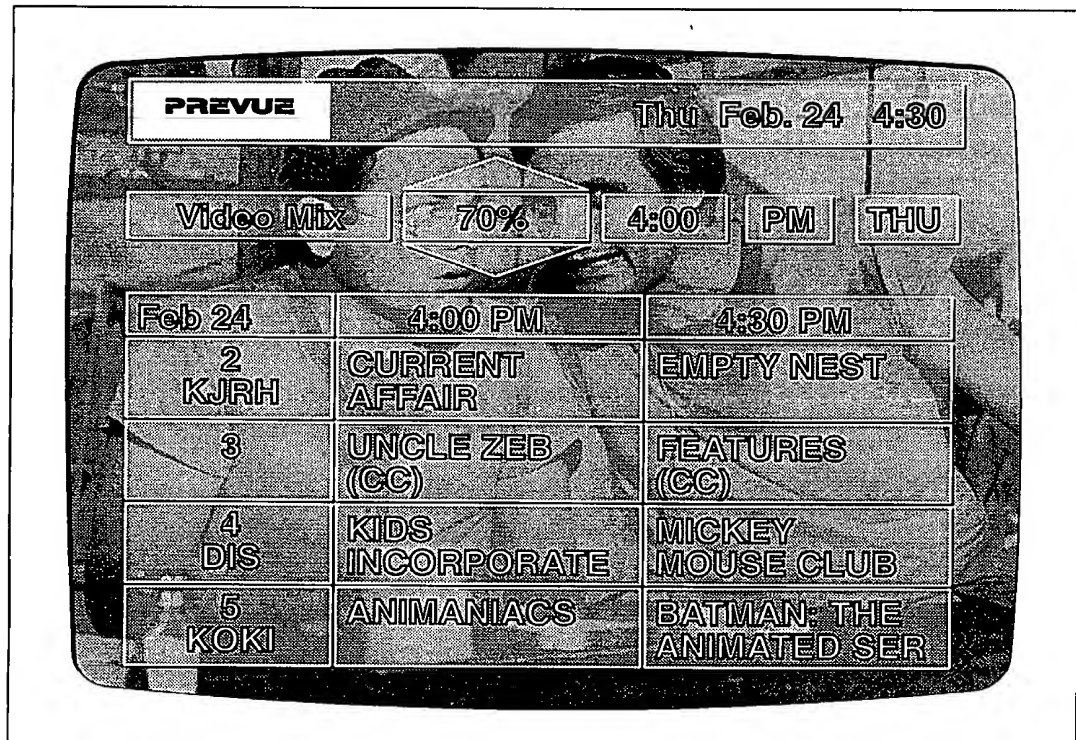 PREVUE Thu Feb. 24 4:30
Video Mix 70% 4:00 PM THU
Feb 24 4:00 PM 4:30 PM
2
KJRH
CURRENT
AFFAIR
EMPTY NEST
3
UNCLE ZEB
(CC)
FEATURES
(CC)
4
DIS
KIDS
INCORPORATE
MICKEY
MOUSE CLUB
5
KOKI
ANIMANIACS
BATMAN: THE
ANIMATED SER